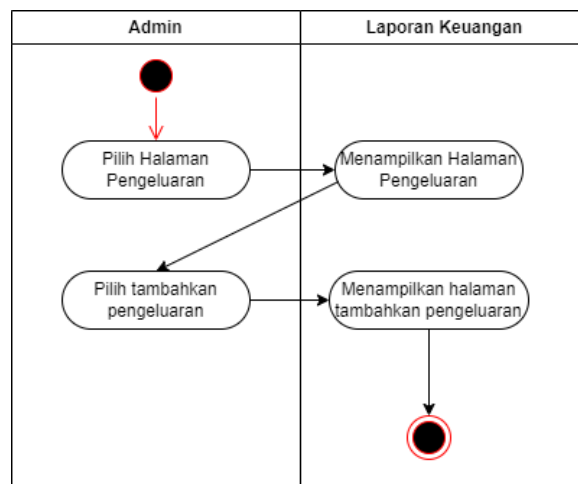 Admin
Laporan Keuangan
Pilih Halaman
Pengeluaran
Menampilkan Halaman
Pengeluaran
Pilih tambahkan
pengeluaran
Menampilkan halaman
tambahkan pengeluaran